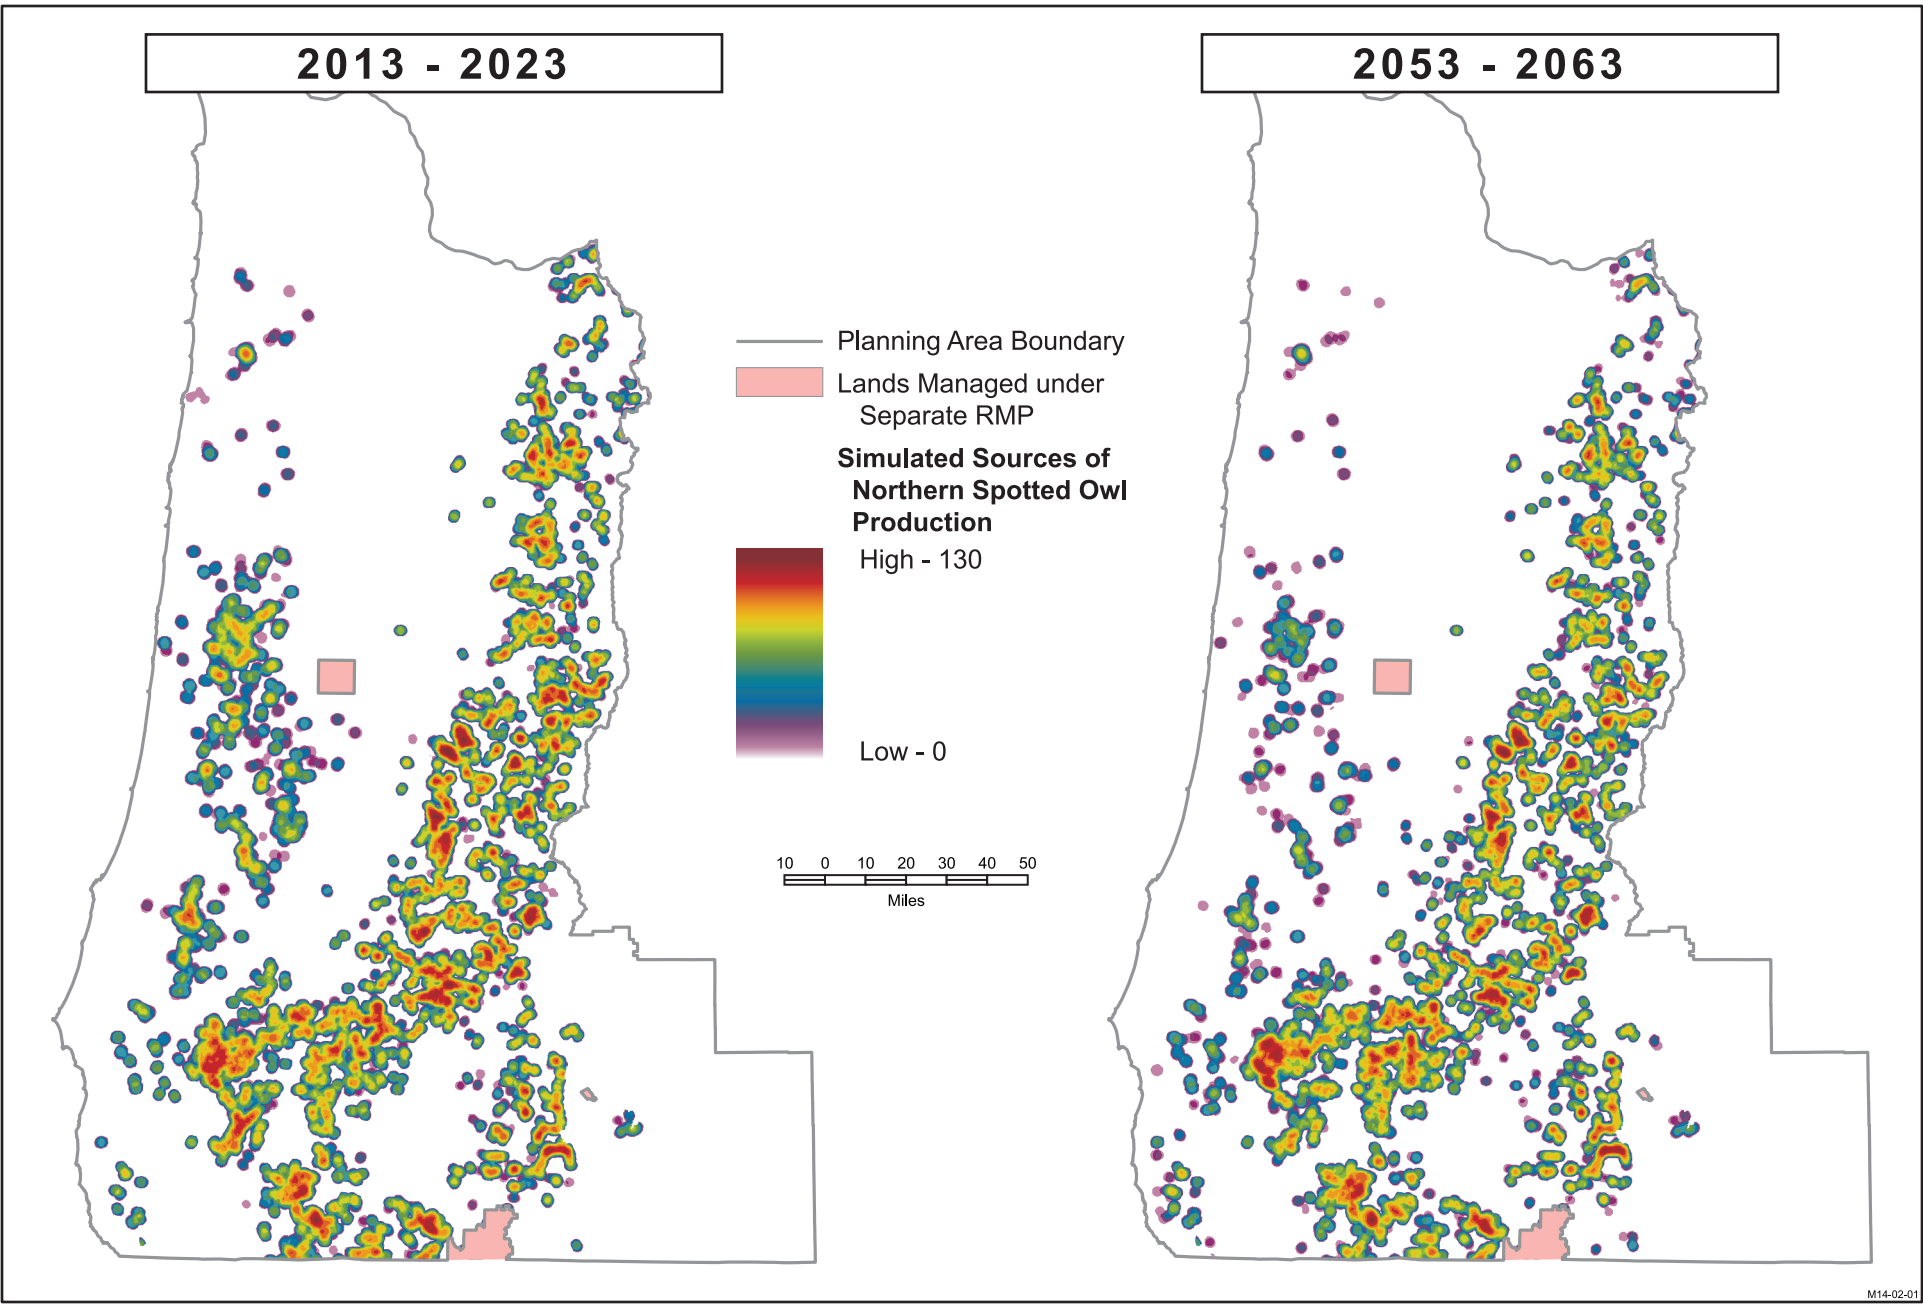 2013 - 2023
2053 - 2063
Planning Area Boundary
Lands Managed under
Separate RMP
Simulated Sources of
Northern Spotted Owl
Production
High - 130
Low - 0
10 0 10 20 30 40 50
Miles
M14-02-01